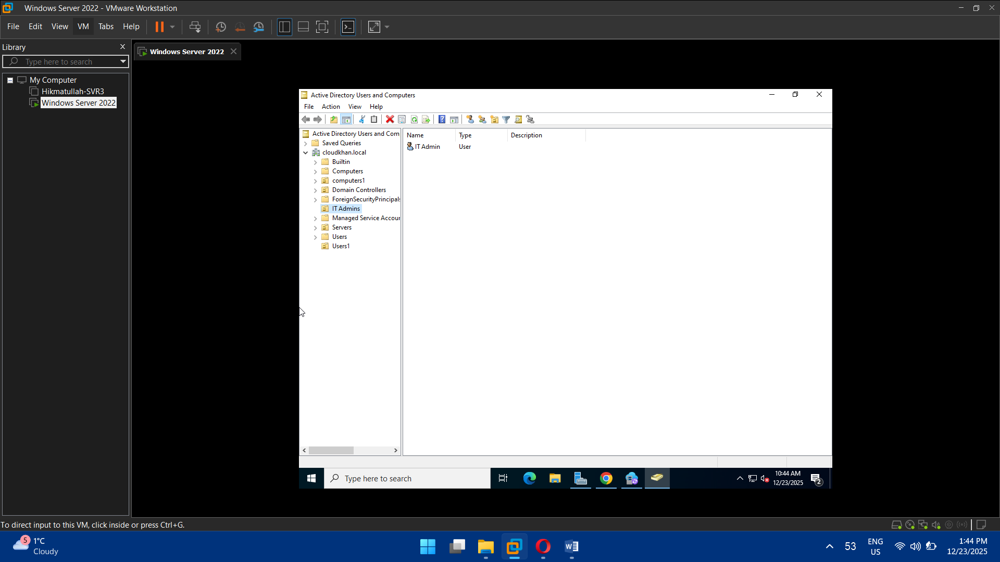 Windows Server 2022 - VMware Workstation
File Edit View VM Tabs Help
Library
Type here to search
My Computer
Hikmatullah-SVR3
Windows Server 2022
Windows Server 2022
Active Directory Users and Computers
File Action View Help
Active Directory Users and Com
Saved Queries
cloudkhan.local
Builtin
Computers
computers1
Domain Controllers
ForeignSecurityPrincipals
IT Admins
Managed Service Accour
Servers
Users
Users1
Name Type Description
IT Admin User
Type here to search
10:44 AM
12/23/2025
2
To direct input to this VM, click inside or press Ctrl+G.
5
1°C
Cloudy
53
ENG
US
1:44 PM
12/23/2025